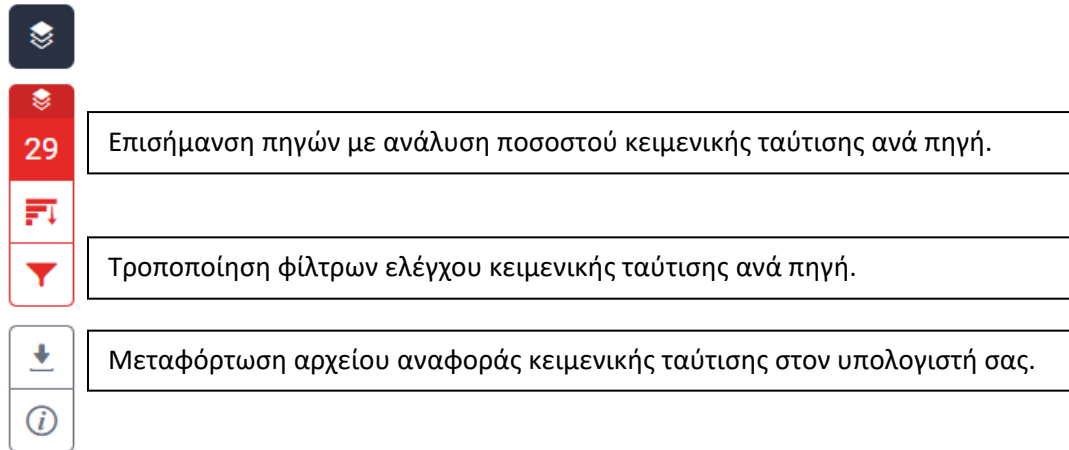 29
Επισήμανση πηγών με ανάλυση ποσοστού κειμενικής ταύτισης ανά πηγή.
Τροποποίηση φίλτρων ελέγχου κειμενικής ταύτισης ανά πηγή.
Μεταφόρτωση αρχείου αναφοράς κειμενικής ταύτισης στον υπολογιστή σας.
i